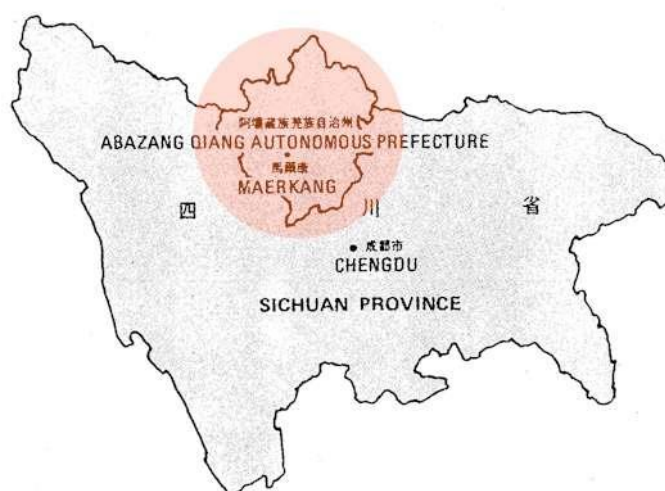 阿壩藏族羌族自治州
ABAZANG QIANG AUTONOMOUS PREFECTURE
馬爾康
MAERKANG
四川省
成都市
CHENGDU
SICHUAN PROVINCE